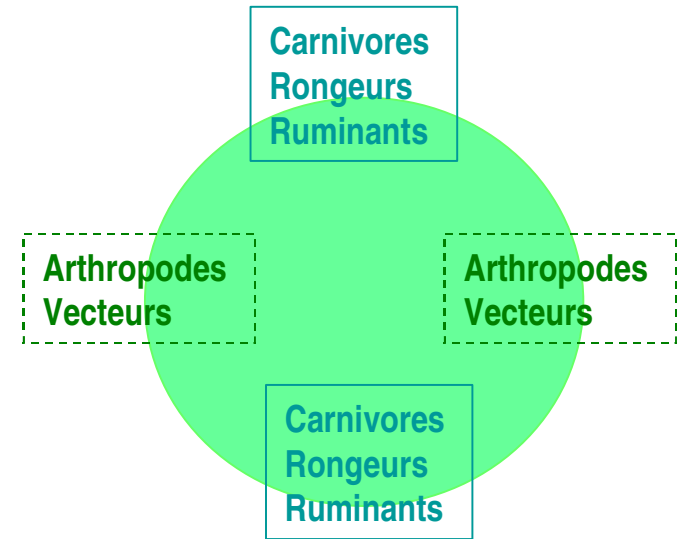 Carnivores
Rongeurs
Ruminants
Arthropodes
Vecteurs
Arthropodes
Vecteurs
Carnivores
Rongeurs
Ruminants